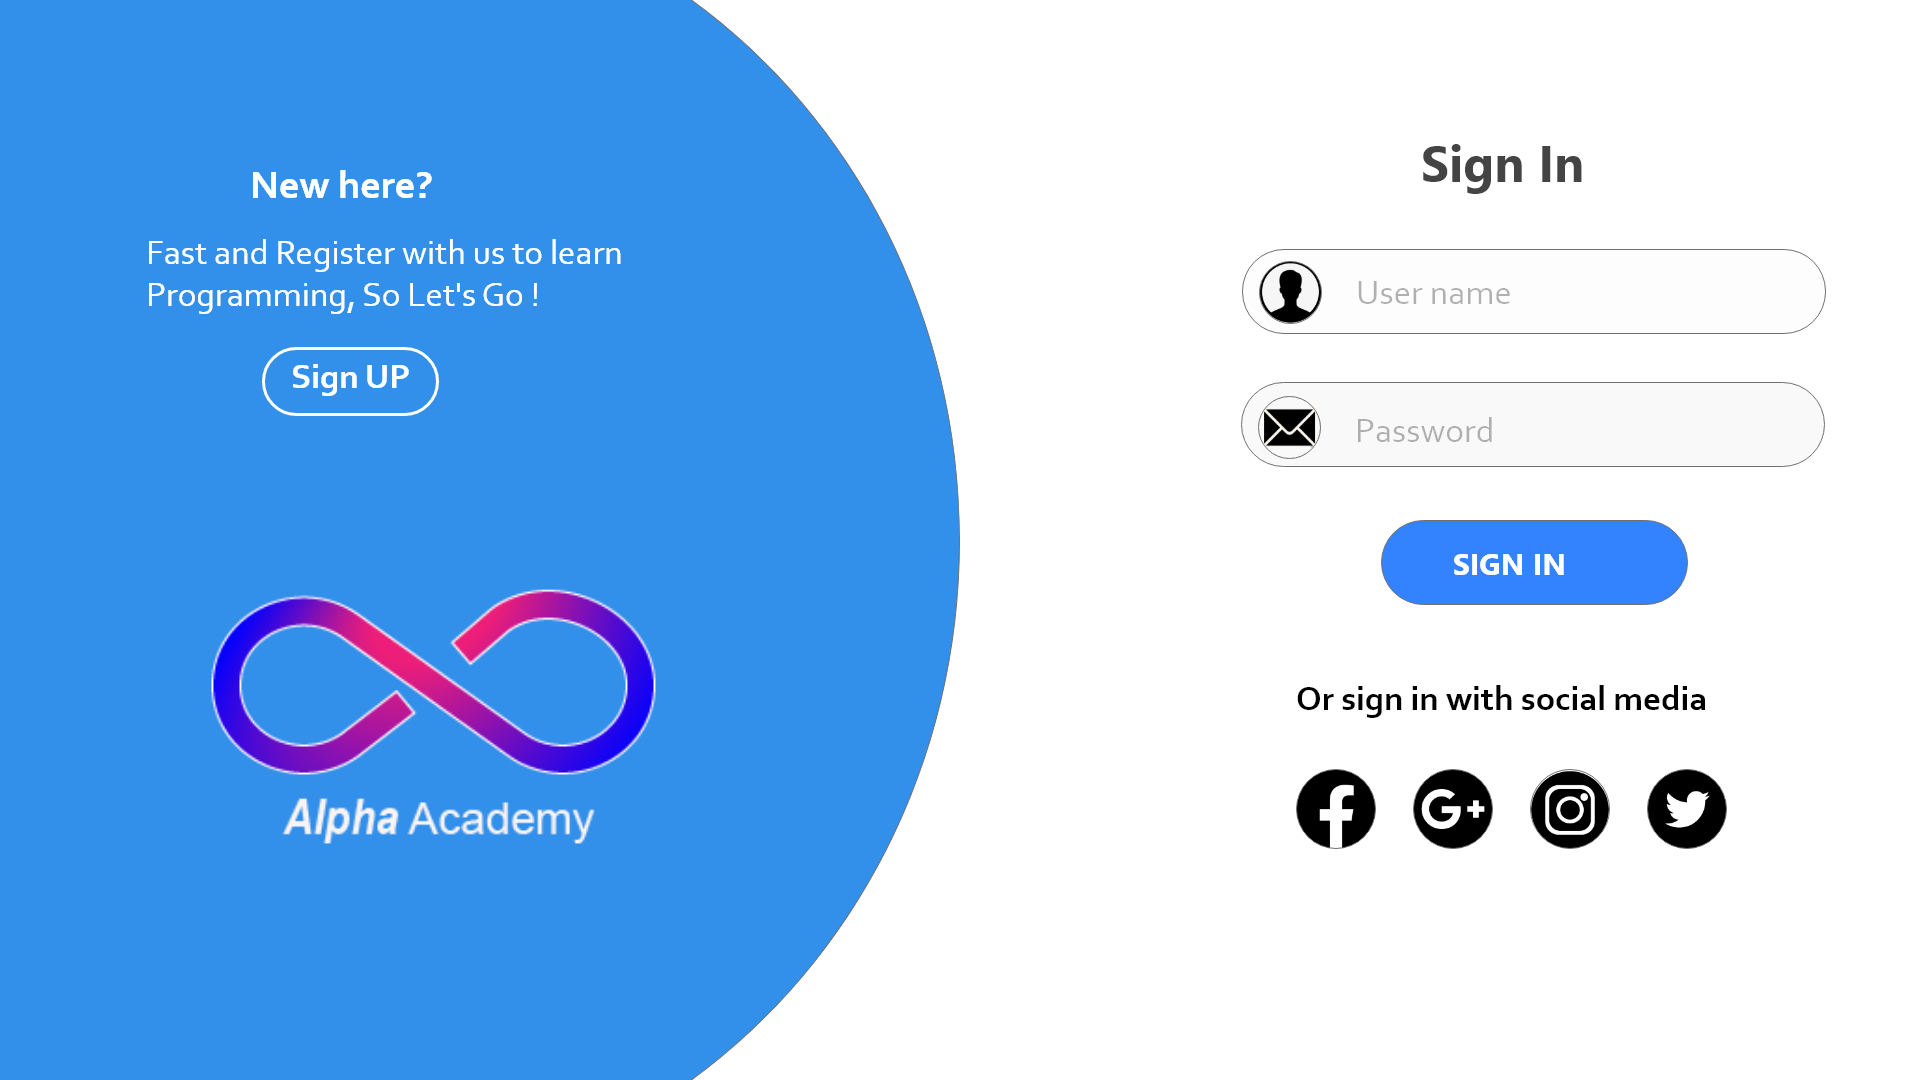 New here?
Fast and Register with us to learn
Programming, So Let's Go !
Sign UP
Alpha Academy
Sign In
User name
Password
SIGN IN
Or sign in with social media